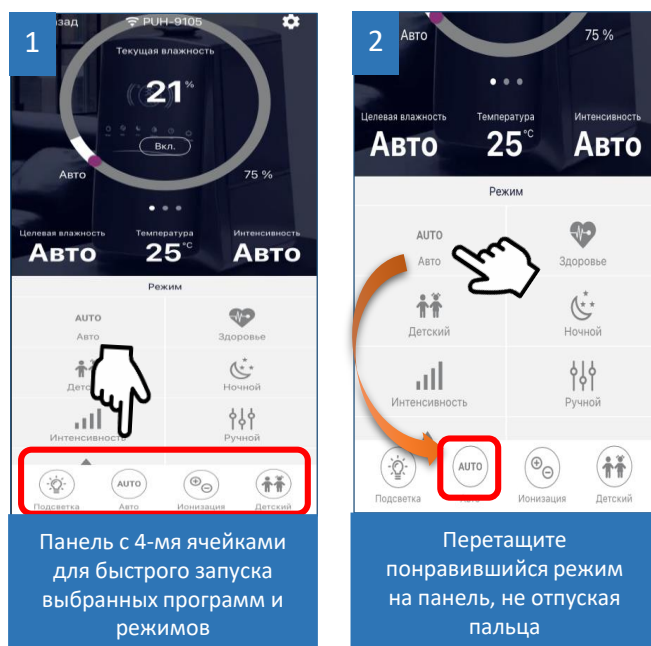 1
зад PUH-9105
Текущая влажность
21%
Вкл.
Авто 75 %
Целевая влажность Температура Интенсивность
Авто 25°C Авто
Режим
AUTO
Авто Здоровье
Ночной
Интенсивность Ручной
AUTO
Подсветка Авто Ионизация Детский
Панель с 4-мя ячейками
для быстрого запуска
выбранных программ и
режимов
2
Авто 75 %
Целевая влажность Температура Интенсивность
Авто 25°C Авто
Режим
AUTO
Авто Здоровье
Детский Ночной
Интенсивность Ручной
AUTO
Подсветка Авто Ионизация Детский
Перетащите
понравившийся режим
на панель, не отпуская
пальца